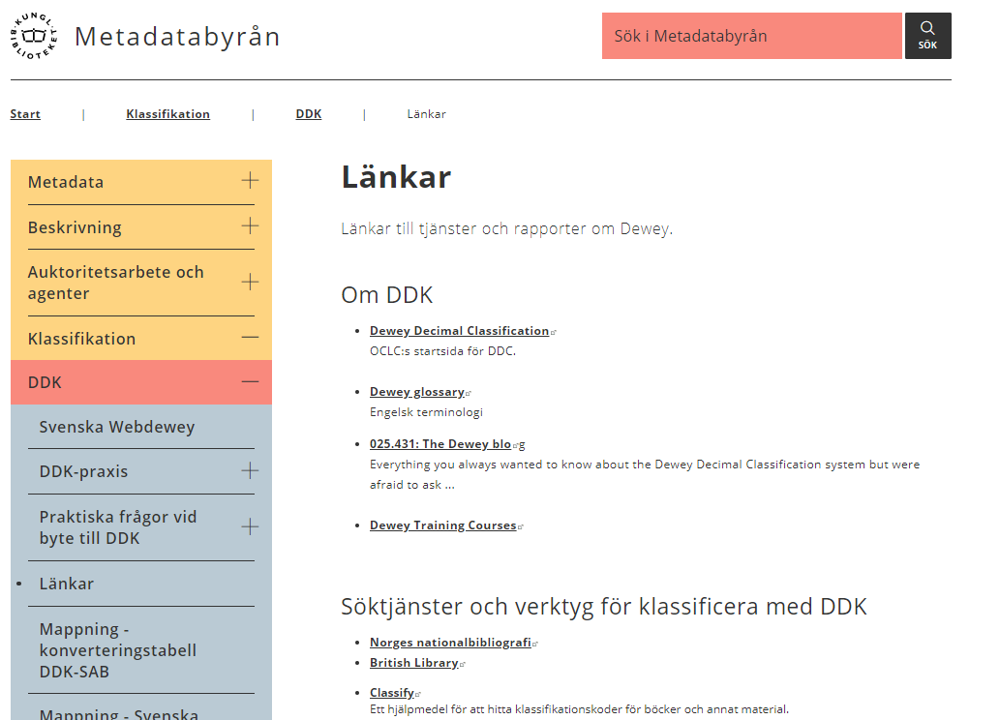 KUNGL. BIBLIOTEKET
Metadatabyrån
Sök i Metadatabyrån
SÖK
Start | Klassifikation | DDK | Länkar
Metadata
Beskrivning
Auktoritetsarbete och
agenter
Klassifikation
DDK
Svenska Webdewey
DDK-praxis
Praktiska frågor vid
byte till DDK
Länkar
Mappning -
konverteringstabell
DDK-SAB
Mappning - Svenska
Länkar
Länkar till tjänster och rapporter om Dewey.
Om DDK
Dewey Decimal Classification
OCLC:s startsida för DDC.
Dewey glossary
Engelsk terminologi
025.431: The Dewey blog
Everything you always wanted to know about the Dewey Decimal Classification system but were
afraid to ask ...
Dewey Training Courses
Söktjänster och verktyg för klassificera med DDK
Norges nationalbibliografi
British Library
Classify
Ett hjälpmedel för att hitta klassifikationskoder för böcker och annat material.